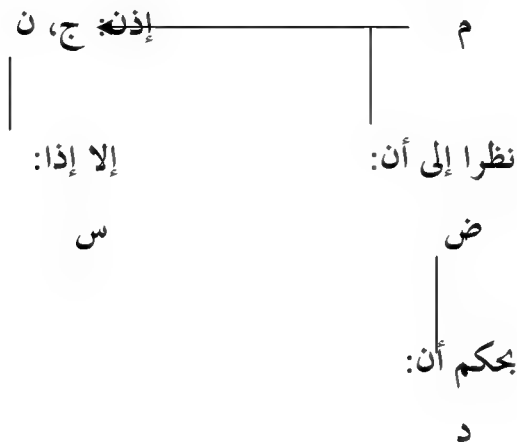 م إذن: ج، ن
نظرا إلى أن: إلا إذا:
ض س
بحكم أن:
د